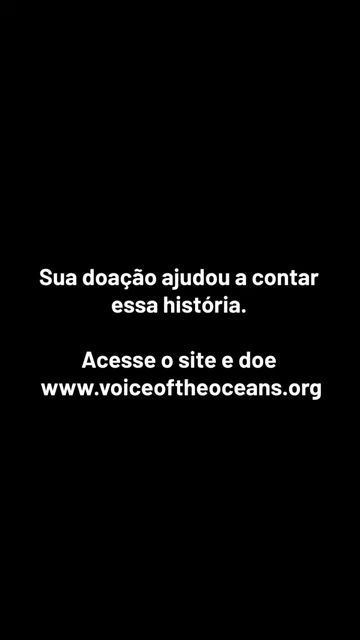 Sua doação ajudou a contar
essa história.
Acesse o site e doe
www.voiceoftheoceans.org